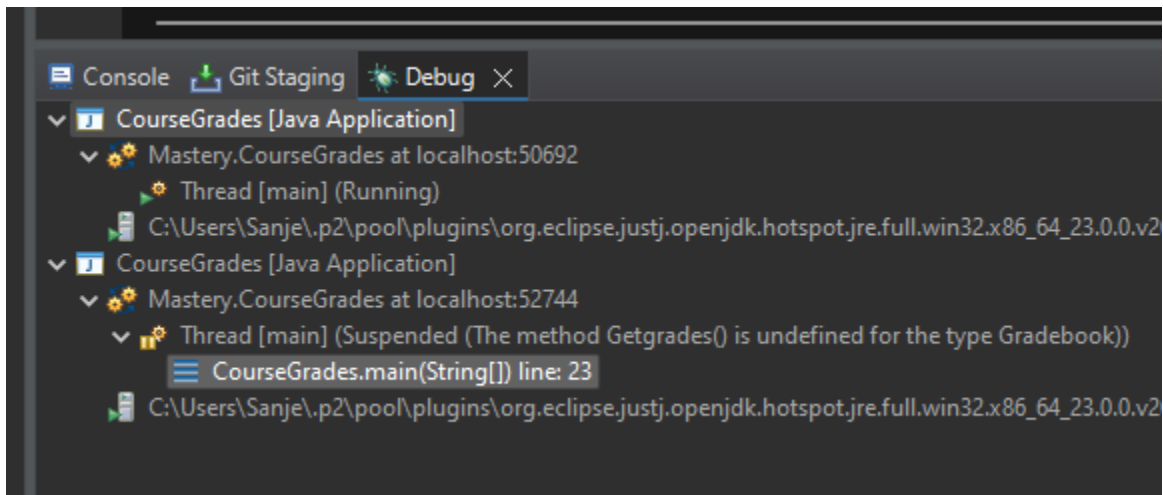 Console Git Staging Debug
CourseGrades [Java Application]
Mastery.CourseGrades at localhost:50692
Thread [main] (Running)
C:\Users\Sanje\.p2\pool\plugins\org.eclipse.justj.openjdk.hotspot.jre.full.win32.x86_64_23.0.0.v2
CourseGrades [Java Application]
Mastery.CourseGrades at localhost:52744
Thread [main] (Suspended (The method Getgrades() is undefined for the type Gradebook))
CourseGrades.main(String[]) line: 23
C:\Users\Sanje\.p2\pool\plugins\org.eclipse.justj.openjdk.hotspot.jre.full.win32.x86_64_23.0.0.v2